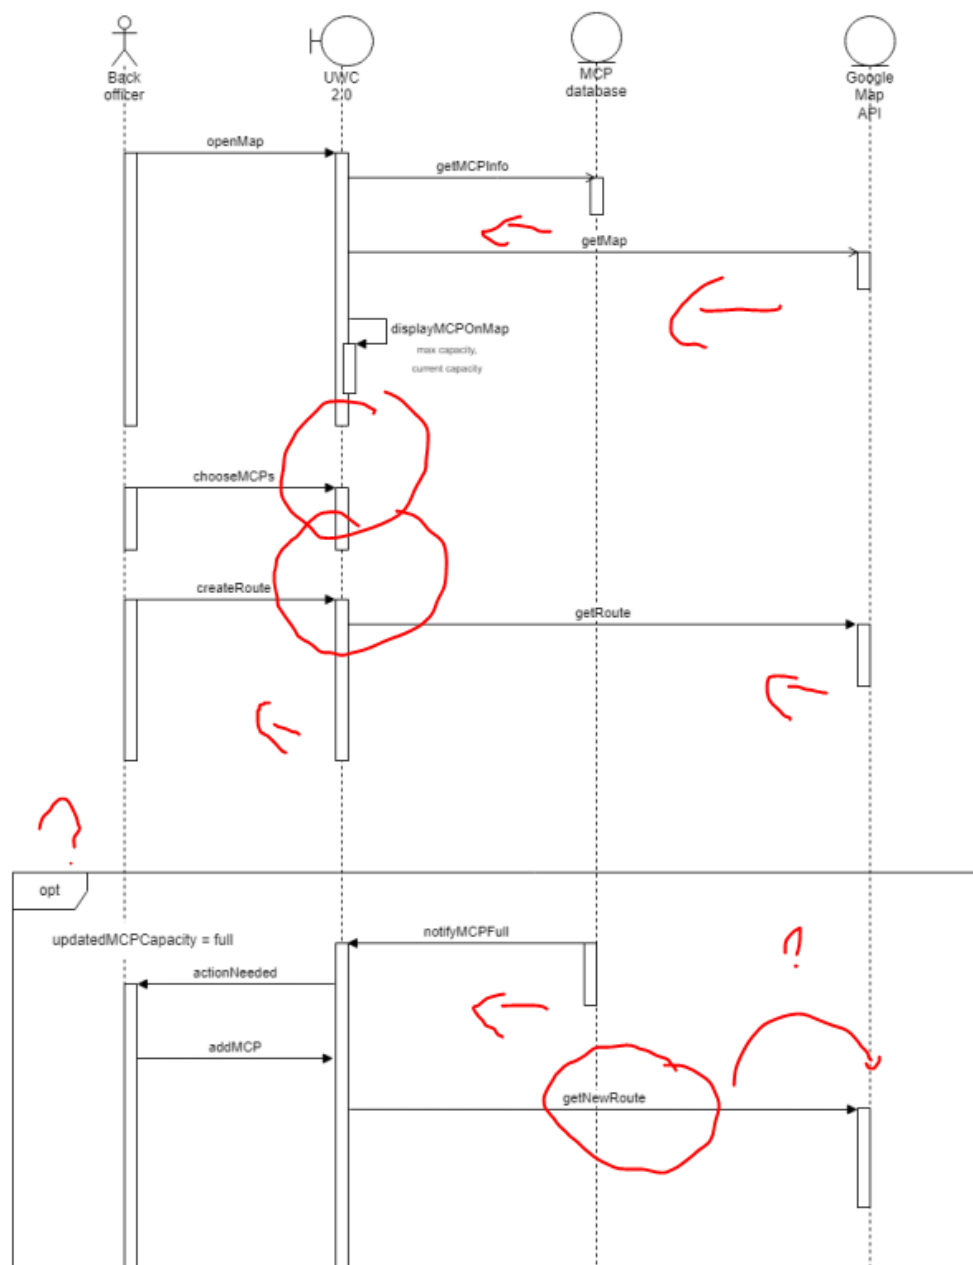 Back
officer
UWC
2.0
MCP
database
Google
Map
API
openMap
getMCPInfo
getMap
displayMCPOnMap
max capacity,
current capacity
chooseMCPs
createRoute
getRoute
?
opt
updatedMCPCapacity = full
notifyMCPFull
?
actionNeeded
addMCP
getNewRoute